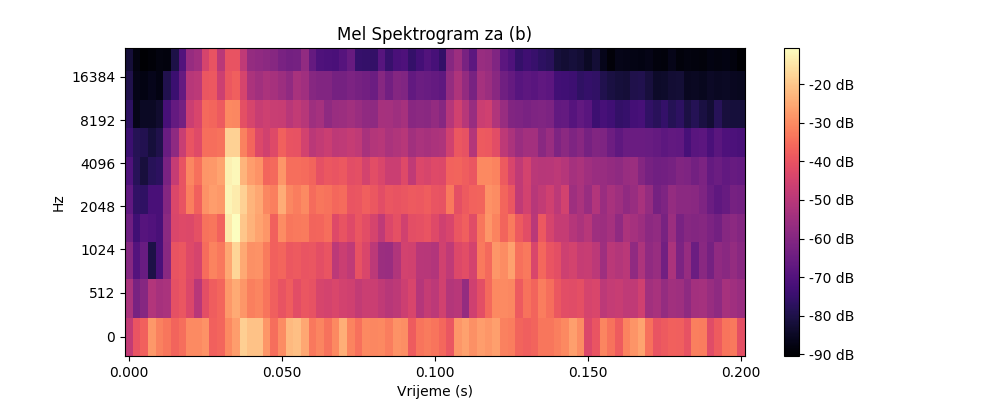 Mel Spektrogram za (b)
Hz
16384
8192
4096
2048
1024
512
0
0.000
0.050
0.100
0.150
0.200
Vrijeme (s)
-20 dB
-30 dB
-40 dB
-50 dB
-60 dB
-70 dB
-80 dB
-90 dB